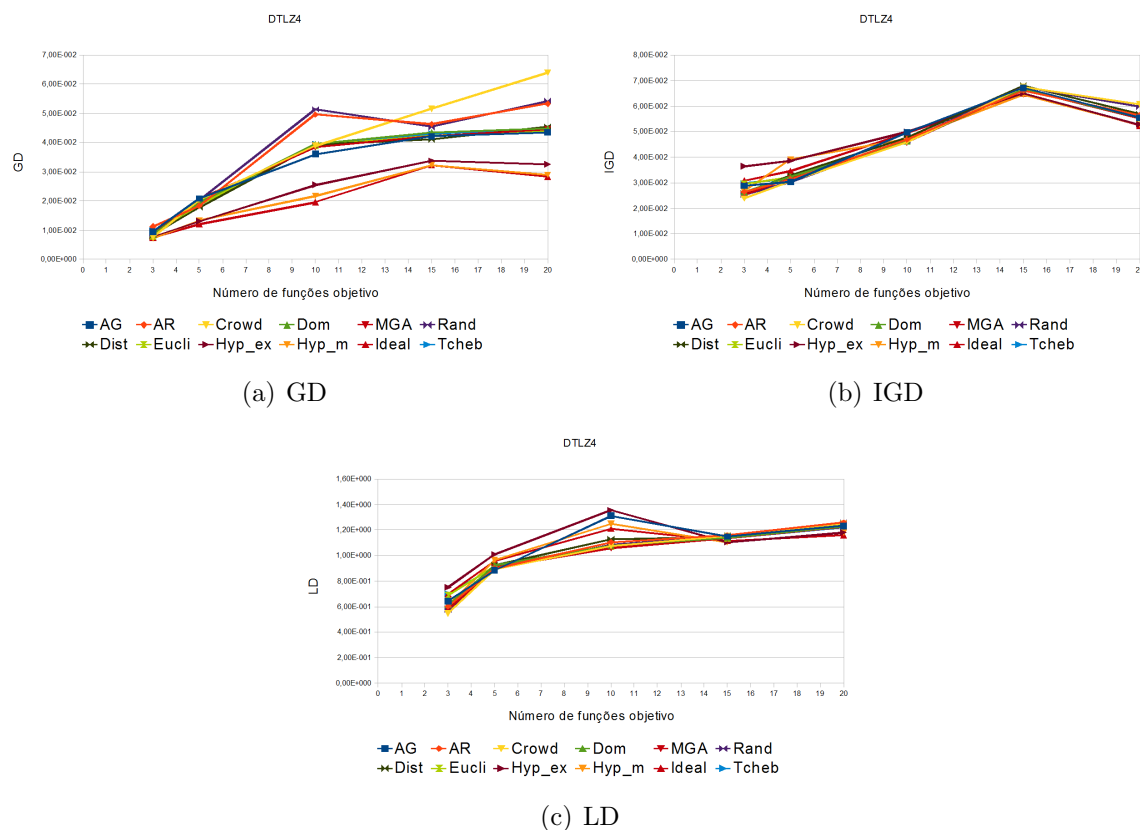 DTLZ4
7,00E-002
6,00E-002
5,00E-002
4,00E-002
3,00E-002
2,00E-002
1,00E-002
0,00E+000
GD
0 1 2 3 4 5 6 7 8 9 10 11 12 13 14 15 16 17 18 19 20
Número de funções objetivo
AG AR Crowd Dom MGA Rand
Dist Eucli Hyp_ex Hyp_m Ideal Tcheb
(a) GD
DTLZ4
8,00E-002
7,00E-002
6,00E-002
5,00E-002
4,00E-002
3,00E-002
2,00E-002
1,00E-002
0,00E+000
IGD
0 1 2 3 4 5 6 7 8 9 10 11 12 13 14 15 16 17 18 19
Número de funções objetivo
AG AR Crowd Dom MGA Rand
Dist Eucli Hyp_ex Hyp_m Ideal Tcheb
(b) IGD
DTLZ4
1,60E+000
1,40E+000
1,20E+000
1,00E+000
8,00E-001
6,00E-001
4,00E-001
2,00E-001
0,00E+000
LD
0 1 2 3 4 5 6 7 8 9 10 11 12 13 14 15 16 17 18 19 20
Número de funções objetivo
AG AR Crowd Dom MGA Rand
Dist Eucli Hyp_ex Hyp_m Ideal Tcheb
(c) LD